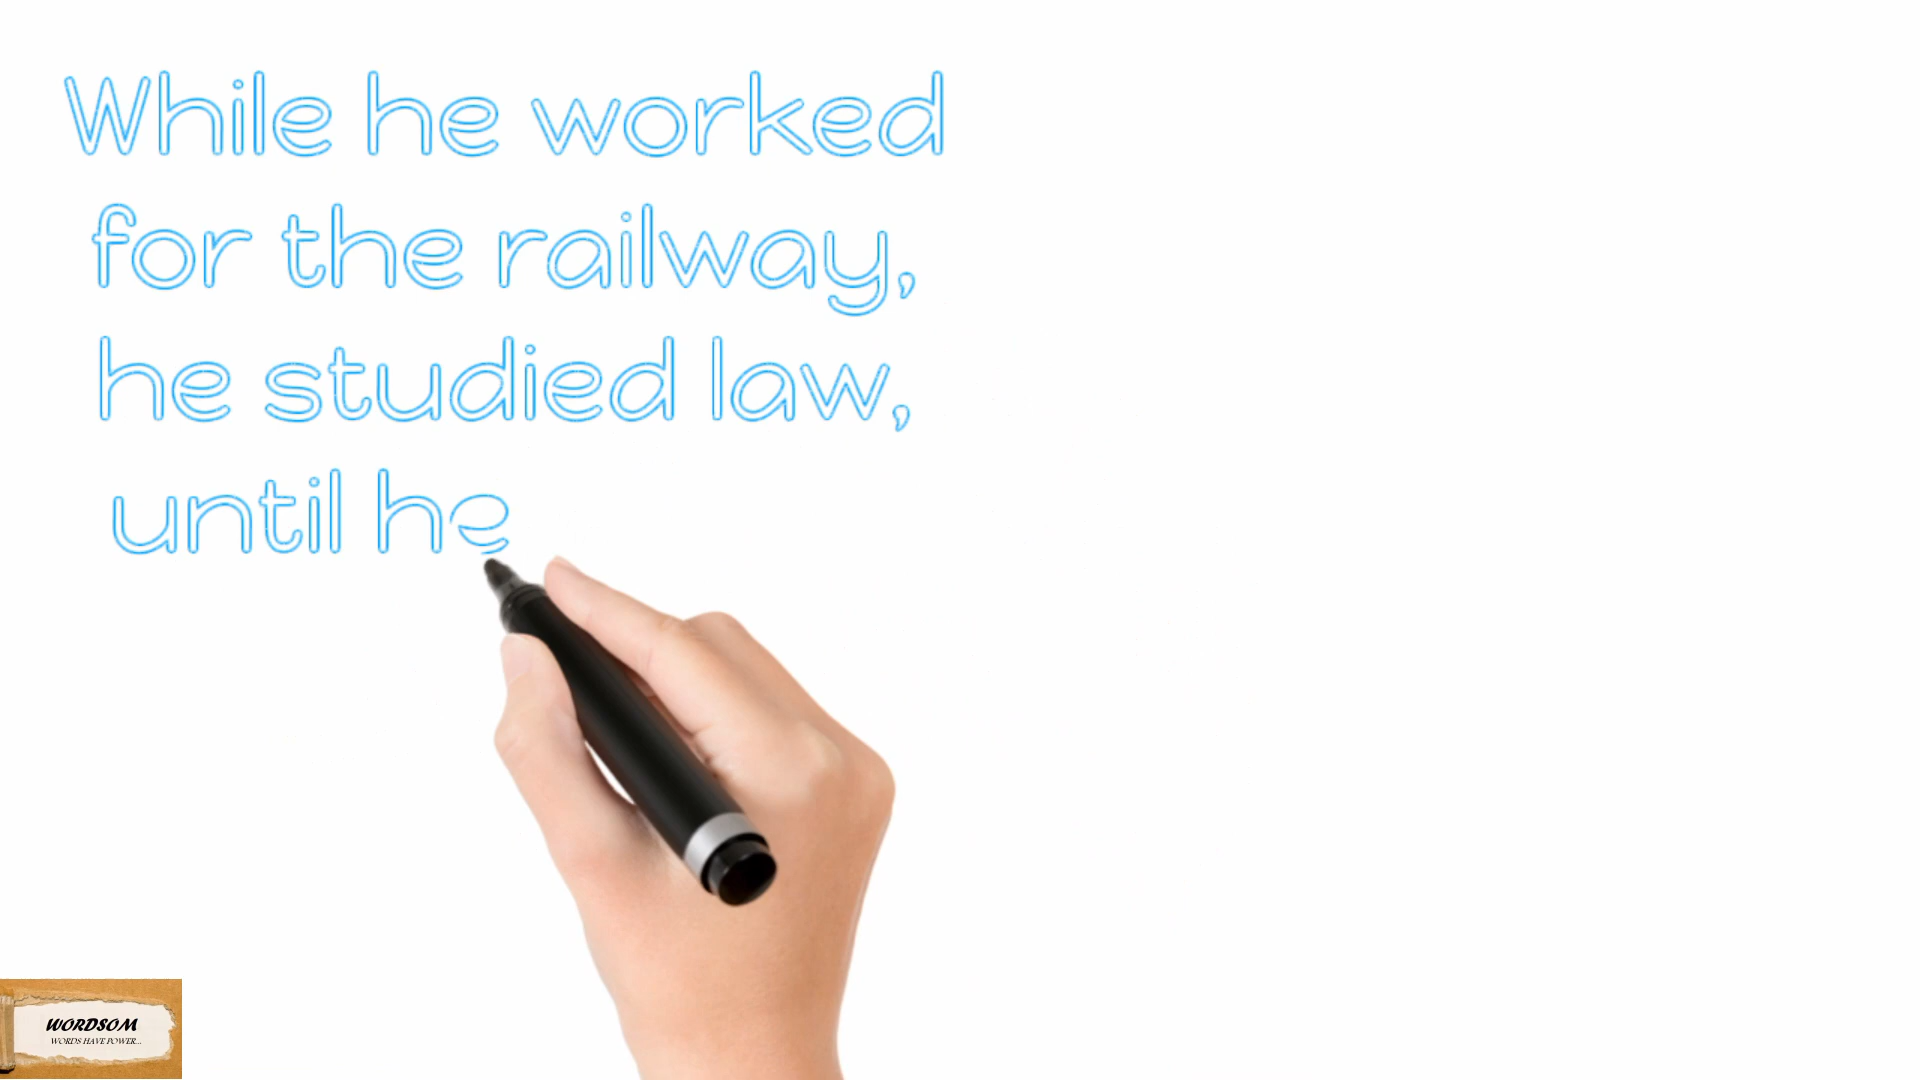 While he worked
for the railway,
he studied law,
until he
WORDSOM
WORDS HAVE POWER...